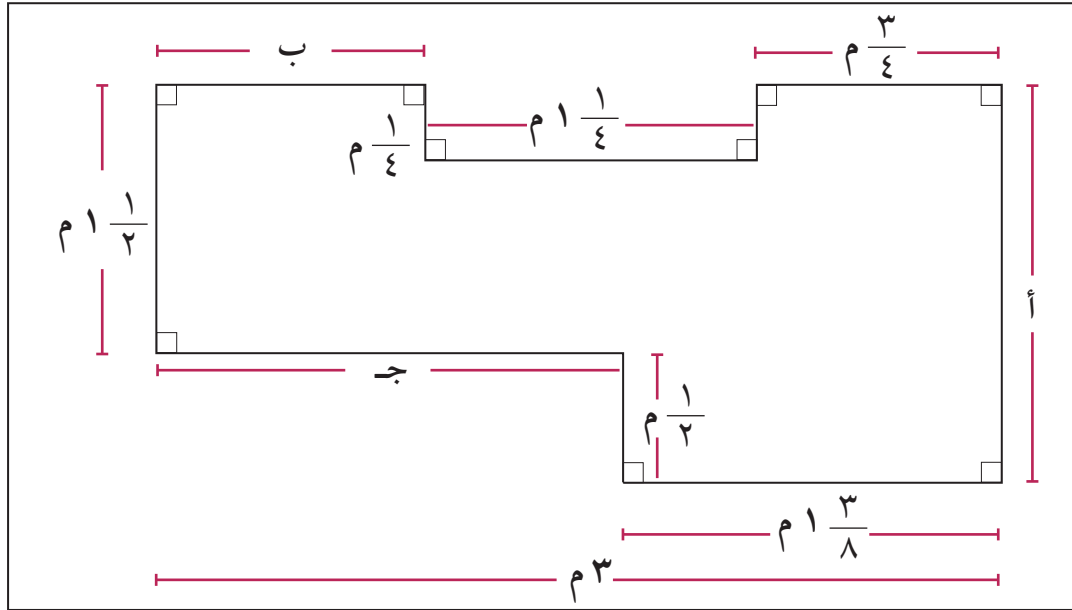 ٣/٤ م
ب
١ ١/٤ م
١/٤ م
١ ١/٢ م
أ
جـ
١/٢ م
١ ٣/٨ م
٣ م